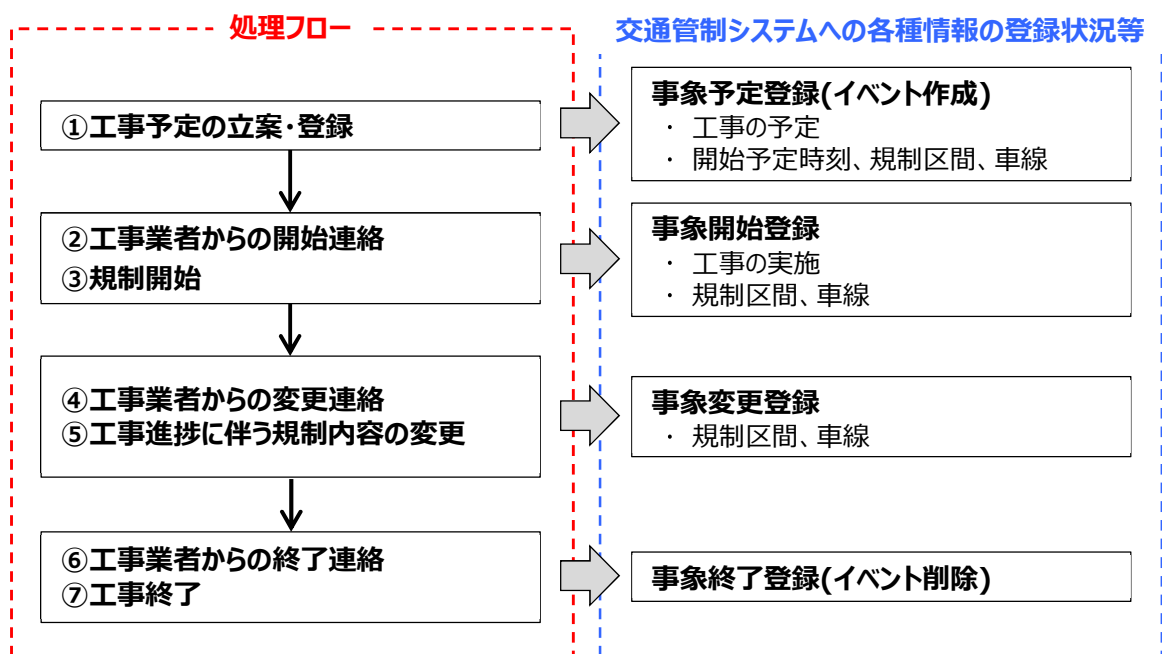 処理フロー
交通管制システムへの各種情報の登録状況等
①工事予定の立案・登録
事象予定登録(イベント作成)
・ 工事の予定
・ 開始予定時刻、規制区間、車線
②工事業者からの開始連絡
③規制開始
事象開始登録
・ 工事の実施
・ 規制区間、車線
④工事業者からの変更連絡
⑤工事進捗に伴う規制内容の変更
事象変更登録
・ 規制区間、車線
⑥工事業者からの終了連絡
⑦工事終了
事象終了登録(イベント削除)